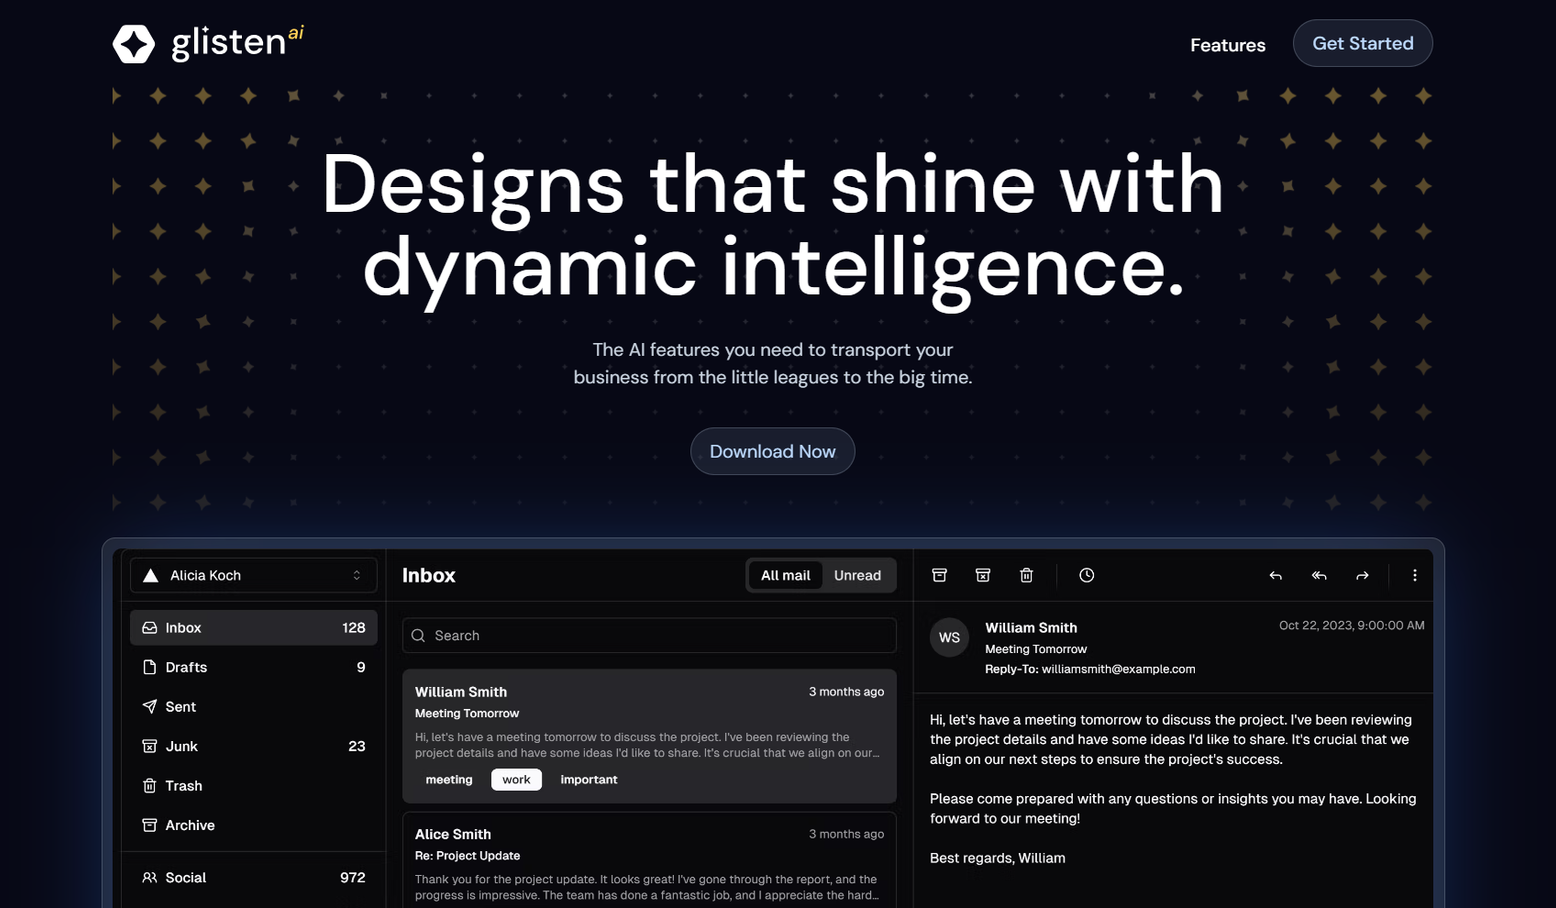 glisten ai
Features
Get Started
Designs that shine with
dynamic intelligence.
The AI features you need to transport your
business from the little leagues to the big time.
Download Now
Alicia Koch
Inbox 128
Drafts 9
Sent
Junk 23
Trash
Archive
Social 972
Inbox
All mail
Unread
Search
William Smith 3 months ago
Meeting Tomorrow
Hi, let's have a meeting tomorrow to discuss the project. I've been reviewing the
project details and have some ideas I'd like to share. It's crucial that we align on our...
meeting work important
Alice Smith 3 months ago
Re: Project Update
Thank you for the project update. It looks great! I've gone through the report, and the
progress is impressive. The team has done a fantastic job, and I appreciate the hard...
WS
William Smith Oct 22, 2023, 9:00:00 AM
Meeting Tomorrow
Reply-To: williamsmith@example.com
Hi, let's have a meeting tomorrow to discuss the project. I've been reviewing
the project details and have some ideas I'd like to share. It's crucial that we
align on our next steps to ensure the project's success.
Please come prepared with any questions or insights you may have. Looking
forward to our meeting!
Best regards, William